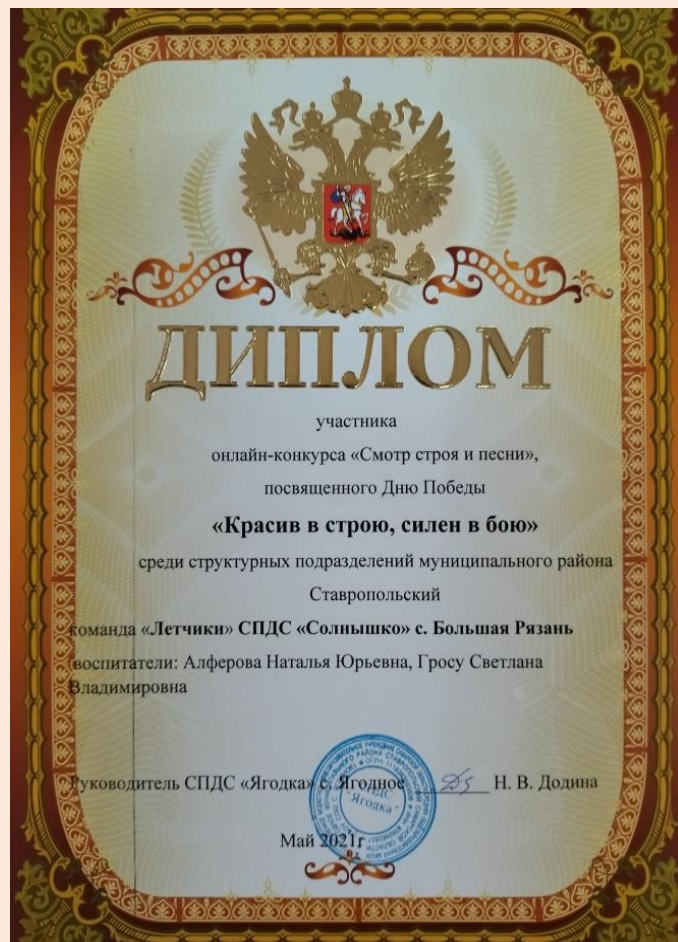 ДИПЛОМ
участника
онлайн-конкурса «Смотр строя и песни»,
посвященного Дню Победы
«Красив в строю, силен в бою»
среди структурных подразделений муниципального района
Ставропольский
команда «Летчики» СПДС «Солнышко» с. Большая Рязань
воспитатели: Алферова Наталья Юрьевна, Гросу Светлана
Владимировна
Руководитель СПДС «Ягодка» с. Ягодное Н. В. Додина
СПДС
"Ягодка"
Май 2021г